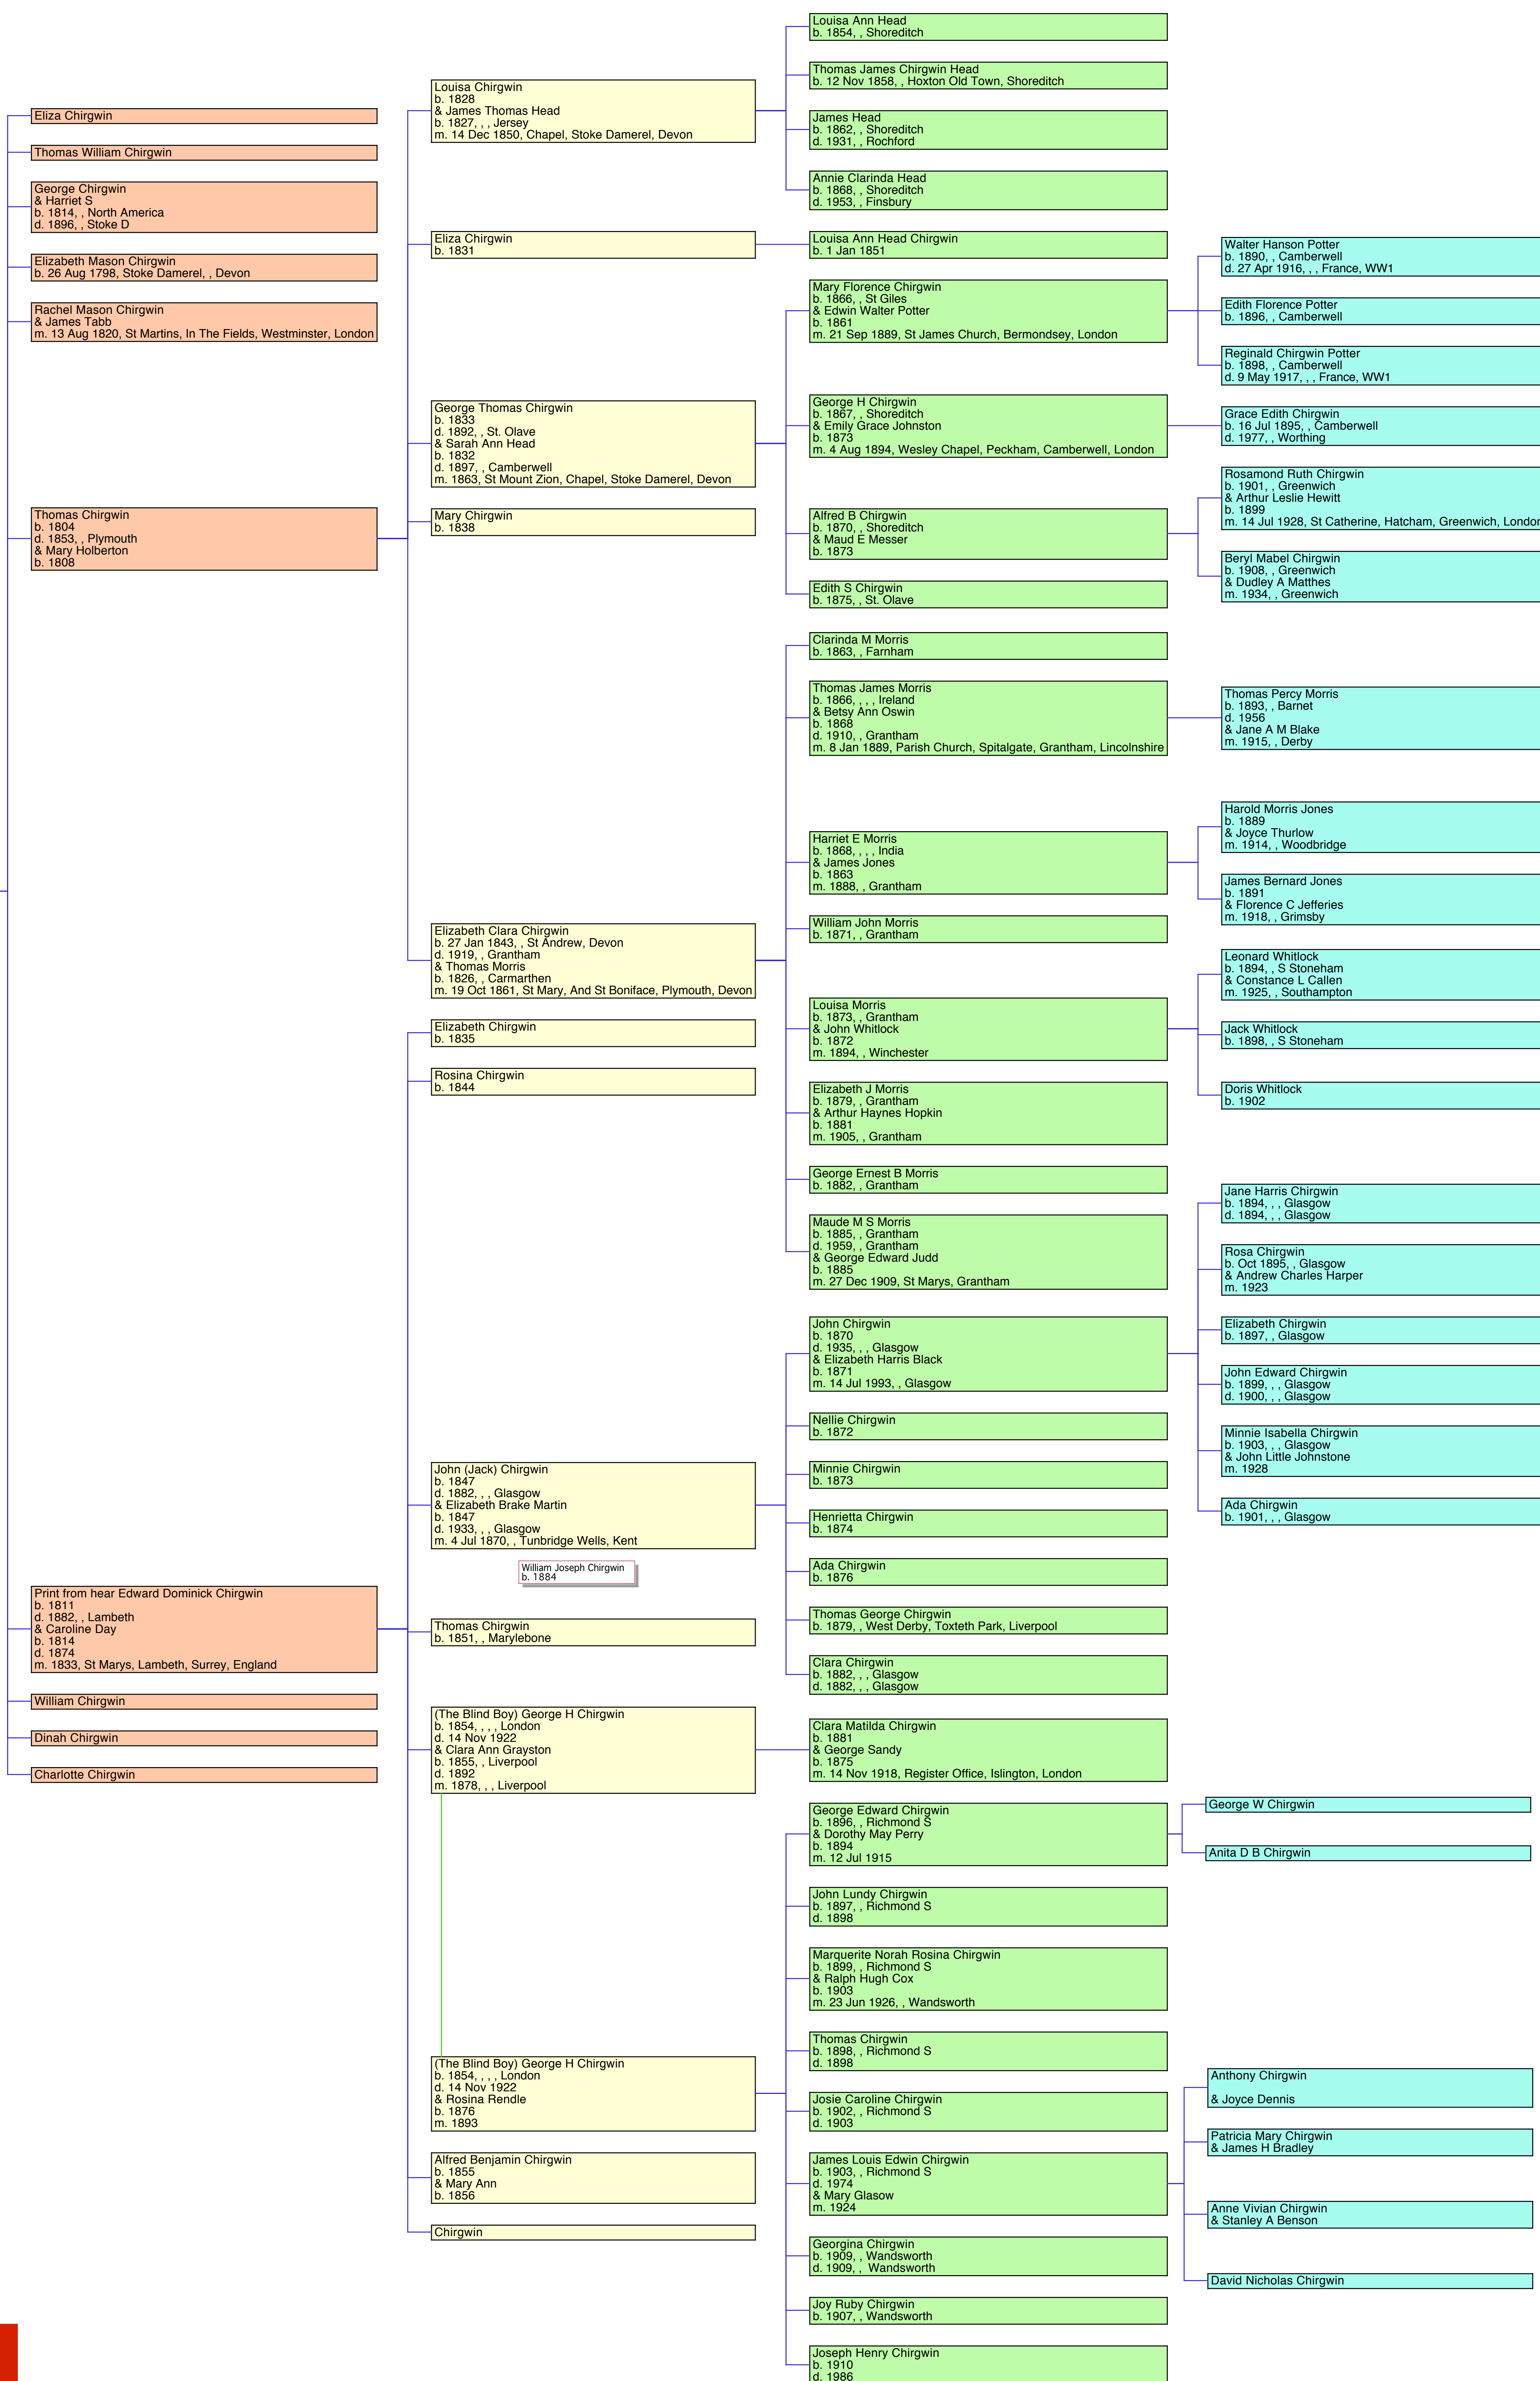 Eliza Chirgwin
Thomas William Chirgwin
George Chirgwin
& Harriet S
b. 1814, , North America
d. 1896, , Stoke D
Elizabeth Mason Chirgwin
b. 26 Aug 1798, Stoke Damerel, , Devon
Rachel Mason Chirgwin
& James Tabb
m. 13 Aug 1820, St Martins, In The Fields, Westminster, London
Thomas Chirgwin
b. 1804
d. 1853, , Plymouth
& Mary Holberton
b. 1808
Print from hear Edward Dominick Chirgwin
b. 1811
d. 1882, , Lambeth
& Caroline Day
b. 1814
d. 1874
m. 1833, St Marys, Lambeth, Surrey, England
William Chirgwin
Dinah Chirgwin
Charlotte Chirgwin
Louisa Chirgwin
b. 1828
& James Thomas Head
b. 1827, , , Jersey
m. 14 Dec 1850, Chapel, Stoke Damerel, Devon
Eliza Chirgwin
b. 1831
George Thomas Chirgwin
b. 1833
d. 1892, , St. Olave
& Sarah Ann Head
b. 1832
d. 1897, , Camberwell
m. 1863, St Mount Zion, Chapel, Stoke Damerel, Devon
Mary Chirgwin
b. 1838
Elizabeth Clara Chirgwin
b. 27 Jan 1843, , St Andrew, Devon
d. 1919, , Grantham
& Thomas Morris
b. 1826, , Carmarthen
m. 19 Oct 1861, St Mary, And St Boniface, Plymouth, Devon
Elizabeth Chirgwin
b. 1835
Rosina Chirgwin
b. 1844
John (Jack) Chirgwin
b. 1847
d. 1882, , , Glasgow
& Elizabeth Brake Martin
b. 1847
d. 1933, , , Glasgow
m. 4 Jul 1870, , Tunbridge Wells, Kent
William Joseph Chirgwin
b. 1884
Thomas Chirgwin
b. 1851, , Marylebone
(The Blind Boy) George H Chirgwin
b. 1854, , , , London
d. 14 Nov 1922
& Clara Ann Grayston
b. 1855, , Liverpool
d. 1892
m. 1878, , , Liverpool
(The Blind Boy) George H Chirgwin
b. 1854, , , , London
d. 14 Nov 1922
& Rosina Rendle
b. 1876
m. 1893
Alfred Benjamin Chirgwin
b. 1855
& Mary Ann
b. 1856
Chirgwin
Louisa Ann Head
b. 1854, , Shoreditch
Thomas James Chirgwin Head
b. 12 Nov 1858, , Hoxton Old Town, Shoreditch
James Head
b. 1862, , Shoreditch
d. 1931, , Rochford
Annie Clarinda Head
b. 1868, , Shoreditch
d. 1953, , Finsbury
Louisa Ann Head Chirgwin
b. 1 Jan 1851
Mary Florence Chirgwin
b. 1866, , St Giles
& Edwin Walter Potter
b. 1861
m. 21 Sep 1889, St James Church, Bermondsey, London
George H Chirgwin
b. 1867, , Shoreditch
& Emily Grace Johnston
b. 1873
m. 4 Aug 1894, Wesley Chapel, Peckham, Camberwell, London
Alfred B Chirgwin
b. 1870, , Shoreditch
& Maud E Messer
b. 1873
Edith S Chirgwin
b. 1875, , St. Olave
Clarinda M Morris
b. 1863, , Farnham
Thomas James Morris
b. 1866, , , , Ireland
& Betsy Ann Oswin
b. 1868
d. 1910, , Grantham
m. 8 Jan 1889, Parish Church, Spitalgate, Grantham, Lincolnshire
Harriet E Morris
b. 1868, , , , India
& James Jones
b. 1863
m. 1888, , Grantham
William John Morris
b. 1871, , Grantham
Louisa Morris
b. 1873, , Grantham
& John Whitlock
b. 1872
m. 1894, , Winchester
Elizabeth J Morris
b. 1879, , Grantham
& Arthur Haynes Hopkin
b. 1881
m. 1905, , Grantham
George Ernest B Morris
b. 1882, , Grantham
Maude M S Morris
b. 1885, , Grantham
d. 1959, , Grantham
& George Edward Judd
b. 1885
m. 27 Dec 1909, St Marys, Grantham
John Chirgwin
b. 1870
d. 1935, , , Glasgow
& Elizabeth Harris Black
b. 1871
m. 14 Jul 1993, , Glasgow
Nellie Chirgwin
b. 1872
Minnie Chirgwin
b. 1873
Henrietta Chirgwin
b. 1874
Ada Chirgwin
b. 1876
Thomas George Chirgwin
b. 1879, , West Derby, Toxteth Park, Liverpool
Clara Chirgwin
b. 1882, , , Glasgow
d. 1882, , , Glasgow
Clara Matilda Chirgwin
b. 1881
& George Sandy
b. 1875
m. 14 Nov 1918, Register Office, Islington, London
George Edward Chirgwin
b. 1896, , Richmond S
& Dorothy May Perry
b. 1894
m. 12 Jul 1915
John Lundy Chirgwin
b. 1897, , Richmond S
d. 1898
Marquerite Norah Rosina Chirgwin
b. 1899, , Richmond S
& Ralph Hugh Cox
b. 1903
m. 23 Jun 1926, , Wandsworth
Thomas Chirgwin
b. 1898, , Richmond S
d. 1898
Josie Caroline Chirgwin
b. 1902, , Richmond S
d. 1903
James Louis Edwin Chirgwin
b. 1903, , Richmond S
d. 1974
& Mary Glasow
m. 1924
Georgina Chirgwin
b. 1909, , Wandsworth
d. 1909, , Wandsworth
Joy Ruby Chirgwin
b. 1907, , Wandsworth
Joseph Henry Chirgwin
b. 1910
d. 1986
Walter Hanson Potter
b. 1890, , Camberwell
d. 27 Apr 1916, , , France, WW1
Edith Florence Potter
b. 1896, , Camberwell
Reginald Chirgwin Potter
b. 1898, , Camberwell
d. 9 May 1917, , , France, WW1
Grace Edith Chirgwin
b. 16 Jul 1895, , Camberwell
d. 1977, , Worthing
Rosamond Ruth Chirgwin
b. 1901, , Greenwich
& Arthur Leslie Hewitt
b. 1899
m. 14 Jul 1928, St Catherine, Hatcham, Greenwich, London
Beryl Mabel Chirgwin
b. 1908, , Greenwich
& Dudley A Matthes
m. 1934, , Greenwich
Thomas Percy Morris
b. 1893, , Barnet
d. 1956
& Jane A M Blake
m. 1915, , Derby
Harold Morris Jones
b. 1889
& Joyce Thurlow
m. 1914, , Woodbridge
James Bernard Jones
b. 1891
& Florence C Jefferies
m. 1918, , Grimsby
Leonard Whitlock
b. 1894, , S Stoneham
& Constance L Callen
m. 1925, , Southampton
Jack Whitlock
b. 1898, , S Stoneham
Doris Whitlock
b. 1902
Jane Harris Chirgwin
b. 1894, , , Glasgow
d. 1894, , , Glasgow
Rosa Chirgwin
b. Oct 1895, , Glasgow
& Andrew Charles Harper
m. 1923
Elizabeth Chirgwin
b. 1897, , Glasgow
John Edward Chirgwin
b. 1899, , , Glasgow
d. 1900, , , Glasgow
Minnie Isabella Chirgwin
b. 1903, , , Glasgow
& John Little Johnstone
m. 1928
Ada Chirgwin
b. 1901, , , Glasgow
George W Chirgwin
Anita D B Chirgwin
Anthony Chirgwin
& Joyce Dennis
Patricia Mary Chirgwin
& James H Bradley
Anne Vivian Chirgwin
& Stanley A Benson
David Nicholas Chirgwin